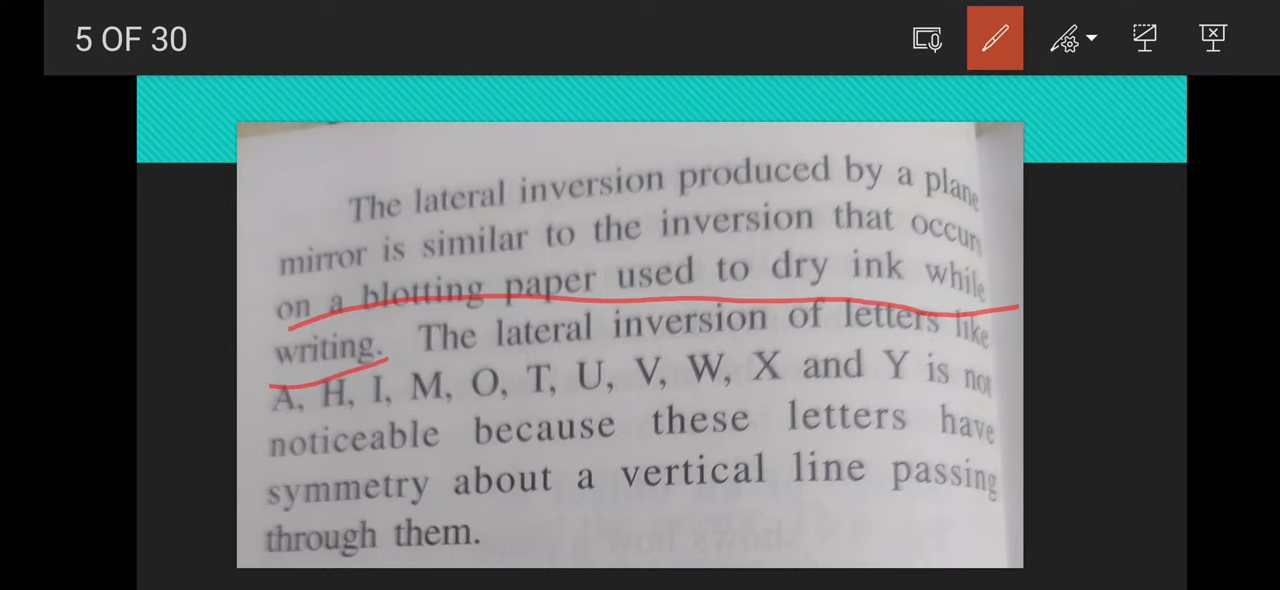 5 OF 30
The lateral inversion produced by a plane
mirror is similar to the inversion that occurs
on a blotting paper used to dry ink while
writing. The lateral inversion of letters like
A, H, I, M, O, T, U, V, W, X and Y is not
noticeable because these letters have
symmetry about a vertical line passing
through them.